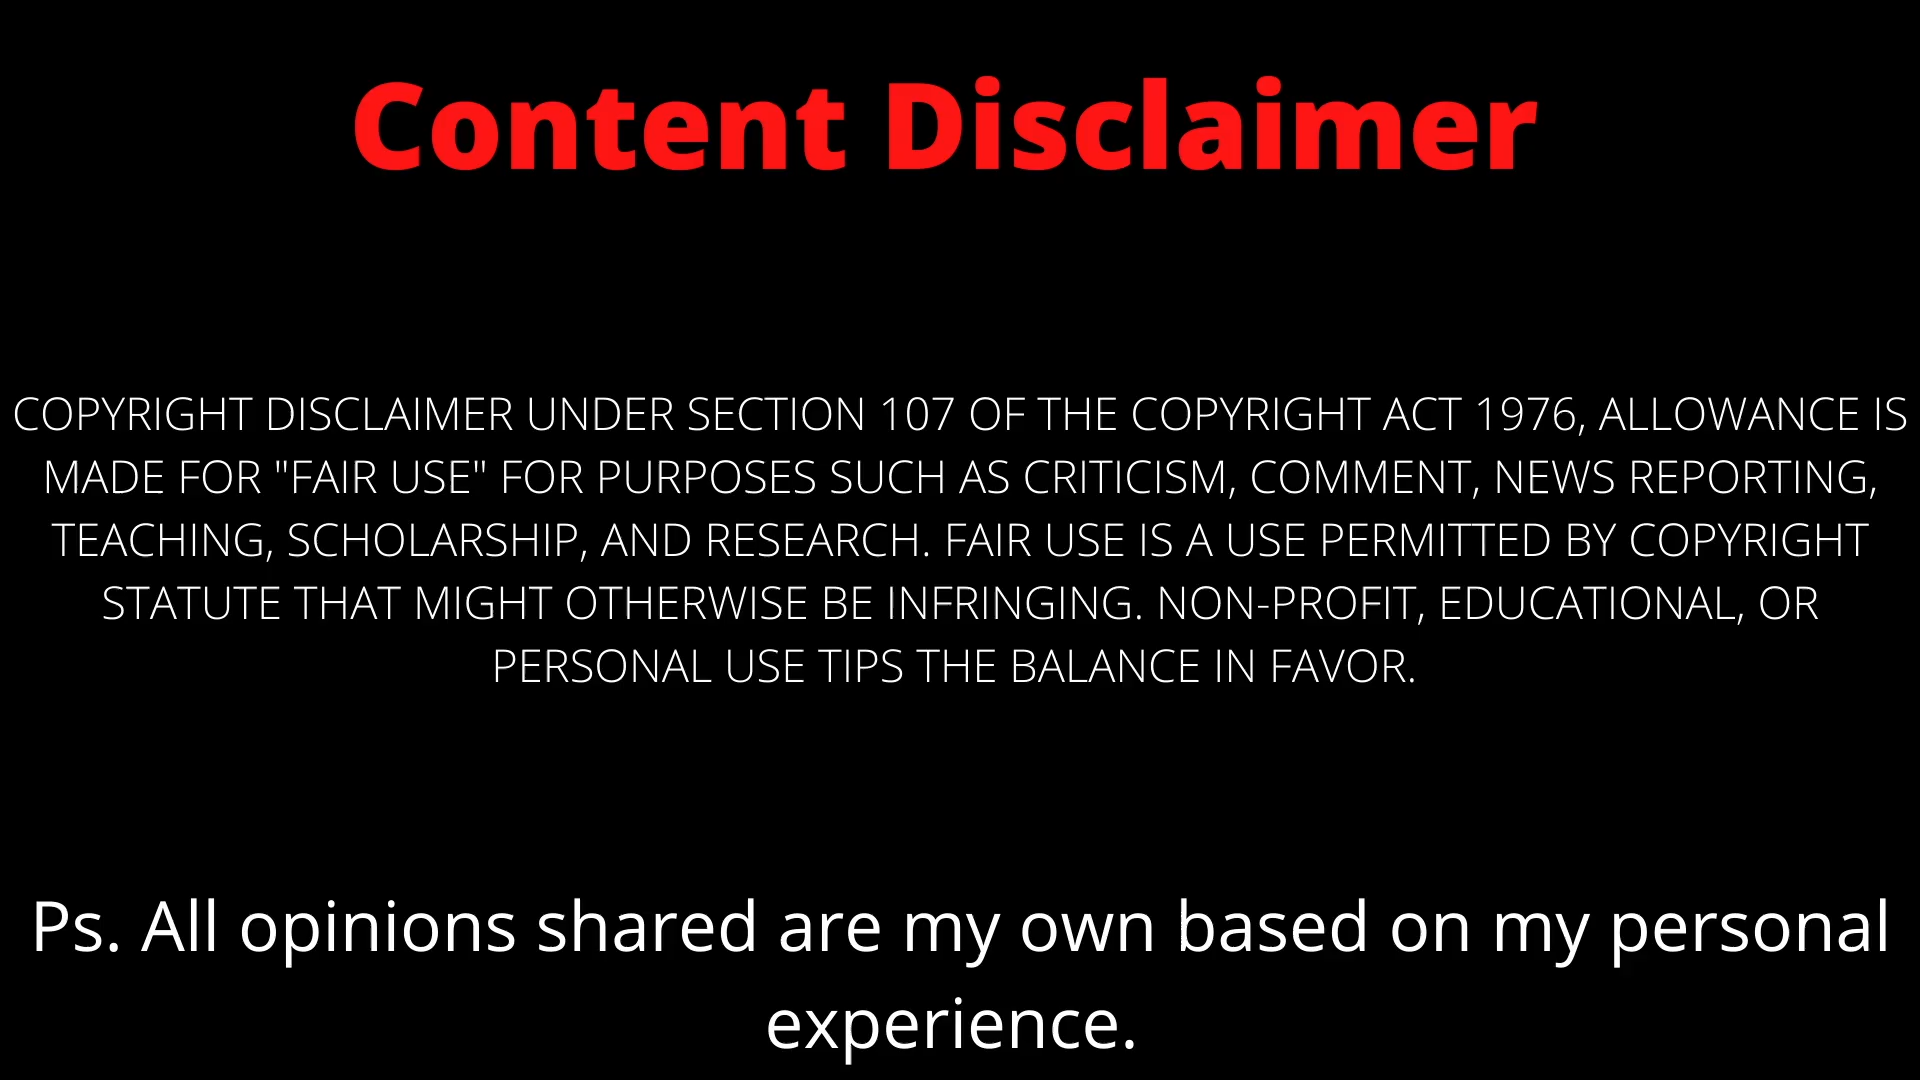 Content Disclaimer
COPYRIGHT DISCLAIMER UNDER SECTION 107 OF THE COPYRIGHT ACT 1976, ALLOWANCE IS
MADE FOR "FAIR USE" FOR PURPOSES SUCH AS CRITICISM, COMMENT, NEWS REPORTING,
TEACHING, SCHOLARSHIP, AND RESEARCH. FAIR USE IS A USE PERMITTED BY COPYRIGHT
STATUTE THAT MIGHT OTHERWISE BE INFRINGING. NON-PROFIT, EDUCATIONAL, OR
PERSONAL USE TIPS THE BALANCE IN FAVOR.
Ps. All opinions shared are my own based on my personal
experience.